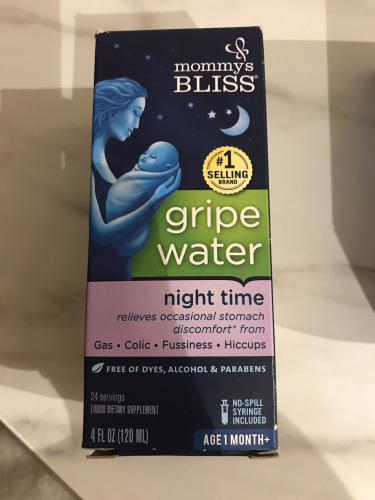 mommy's
BLISS®
#1
SELLING
BRAND
gripe
water
night time
relieves occasional stomach
discomfort* from
Gas • Colic • Fussiness • Hiccups
FREE OF DYES, ALCOHOL & PARABENS
24 servings
LIQUID DIETARY SUPPLEMENT
4 FL OZ (120 ML)
NO-SPILL
SYRINGE
INCLUDED
AGE 1 MONTH+